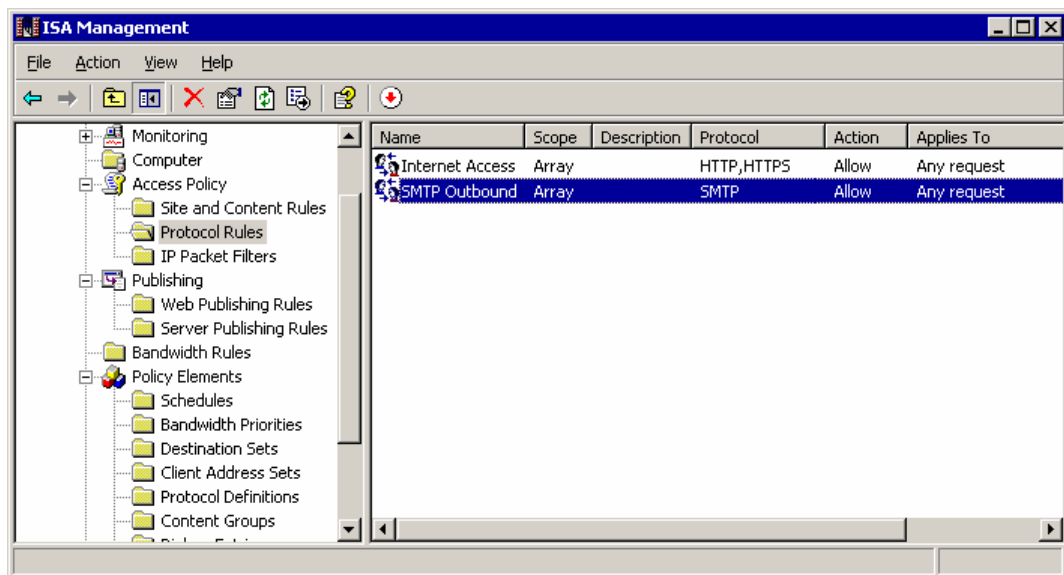 ISA Management
File Action View Help
Monitoring
Computer
Access Policy
Site and Content Rules
Protocol Rules
IP Packet Filters
Publishing
Web Publishing Rules
Server Publishing Rules
Bandwidth Rules
Policy Elements
Schedules
Bandwidth Priorities
Destination Sets
Client Address Sets
Protocol Definitions
Content Groups
Name Scope Description Protocol Action Applies To
Internet Access Array HTTP,HTTPS Allow Any request
SMTP Outbound Array SMTP Allow Any request